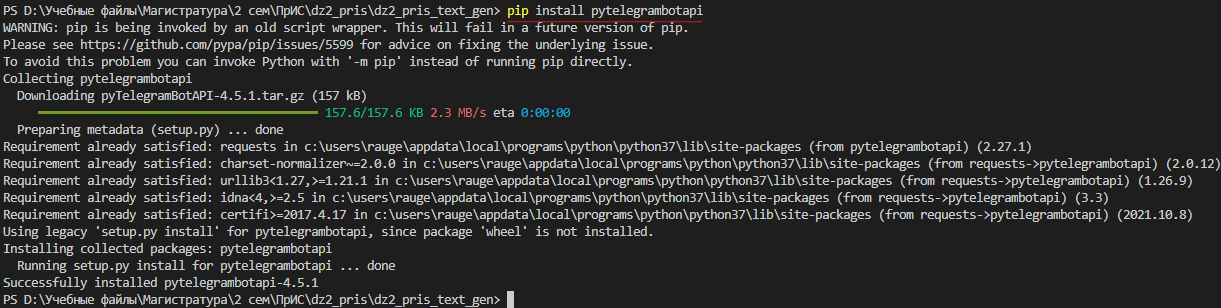 PS D:\Учебные файлы\Магистратура\2 сем\ПрИС\dz2_pris\dz2_pris_text_gen> pip install pytelegrambotapi
WARNING: pip is being invoked by an old script wrapper. This will fail in a future version of pip.
Please see https://github.com/pypa/pip/issues/5599 for advice on fixing the underlying issue.
To avoid this problem you can invoke Python with '-m pip' instead of running pip directly.
Collecting pytelegrambotapi
Downloading pyTelegramBotAPI-4.5.1.tar.gz (157 kB)
157.6/157.6 KB 2.3 MB/s eta 0:00:00
Preparing metadata (setup.py) ... done
Requirement already satisfied: requests in c:\users\rauge\appdata\local\programs\python\python37\lib\site-packages (from pytelegrambotapi) (2.27.1)
Requirement already satisfied: charset-normalizer~=2.0.0 in c:\users\rauge\appdata\local\programs\python\python37\lib\site-packages (from requests->pytelegrambotapi) (2.0.12)
Requirement already satisfied: urllib3<1.27,>=1.21.1 in c:\users\rauge\appdata\local\programs\python\python37\lib\site-packages (from requests->pytelegrambotapi) (1.26.9)
Requirement already satisfied: idna<4,>=2.5 in c:\users\rauge\appdata\local\programs\python\python37\lib\site-packages (from requests->pytelegrambotapi) (3.3)
Requirement already satisfied: certifi>=2017.4.17 in c:\users\rauge\appdata\local\programs\python\python37\lib\site-packages (from requests->pytelegrambotapi) (2021.10.8)
Using legacy 'setup.py install' for pytelegrambotapi, since package 'wheel' is not installed.
Installing collected packages: pytelegrambotapi
Running setup.py install for pytelegrambotapi ... done
Successfully installed pytelegrambotapi-4.5.1
PS D:\Учебные файлы\Магистратура\2 сем\ПрИС\dz2_pris\dz2_pris_text_gen>